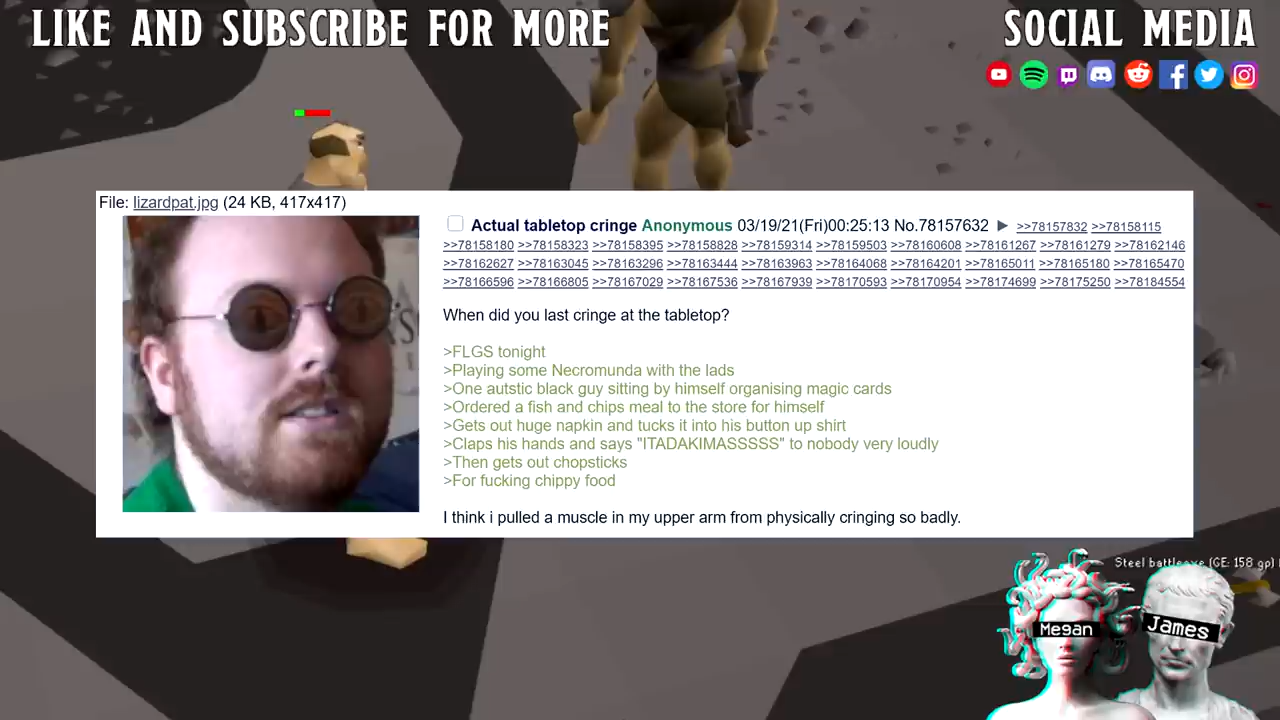 LIKE AND SUBSCRIBE FOR MORE
SOCIAL MEDIA
File: lizardpat.jpg (24 KB, 417x417)
Actual tabletop cringe Anonymous 03/19/21(Fri)00:25:13 No.78157632 ▶ >>78157832 >>78158115
>>78158180 >>78158323 >>78158395 >>78158828 >>78159314 >>78159503 >>78160608 >>78161267 >>78161279 >>78162146
>>78162627 >>78163045 >>78163296 >>78163444 >>78163963 >>78164068 >>78164201 >>78165011 >>78165180 >>78165470
>>78166596 >>78166805 >>78167029 >>78167536 >>78167939 >>78170593 >>78170954 >>78174699 >>78175250 >>78184554
When did you last cringe at the tabletop?
>FLGS tonight
>Playing some Necromunda with the lads
>One autstic black guy sitting by himself organising magic cards
>Ordered a fish and chips meal to the store for himself
>Gets out huge napkin and tucks it into his button up shirt
>Claps his hands and says "ITADAKIMASSSSS" to nobody very loudly
>Then gets out chopsticks
>For fucking chippy food
I think i pulled a muscle in my upper arm from physically cringing so badly.
Steel battleaxe (GE: 158 gp)
Megan
James